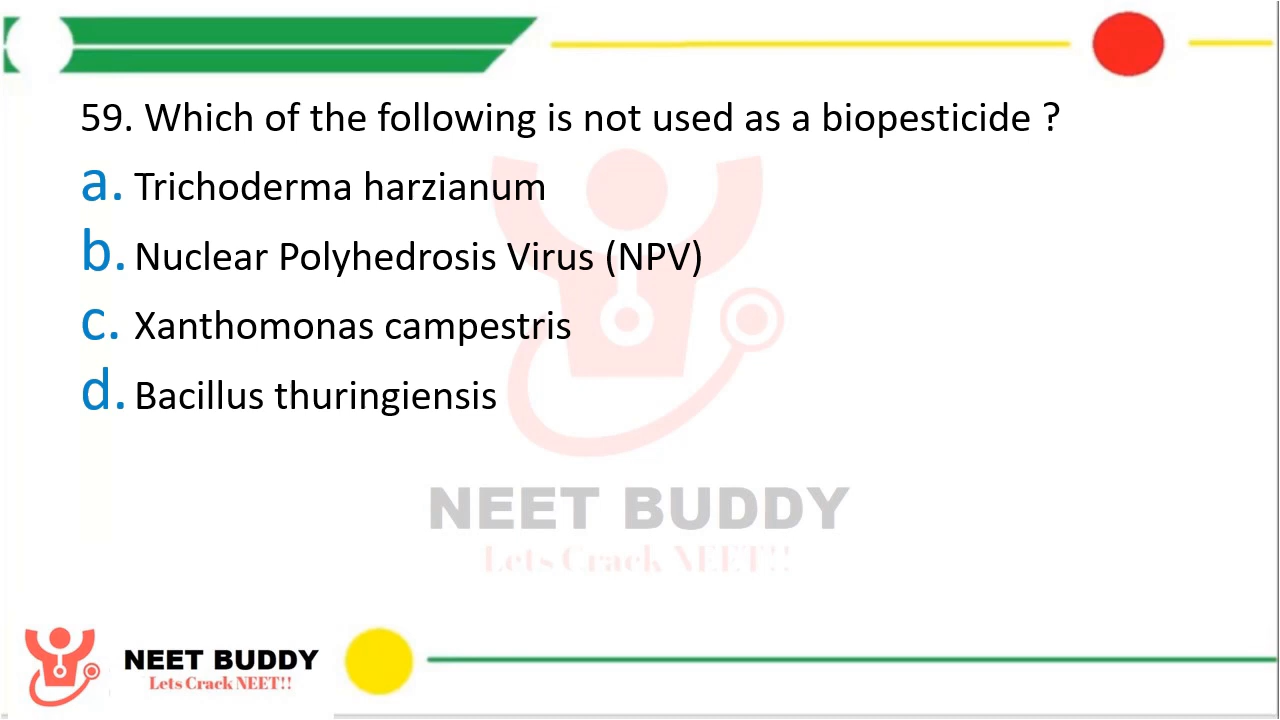 59. Which of the following is not used as a biopesticide ?
a. Trichoderma harzianum
b. Nuclear Polyhedrosis Virus (NPV)
c. Xanthomonas campestris
d. Bacillus thuringiensis
NEET BUDDY
Lets Crack NEET!!
NEET BUDDY
Lets Crack NEET!!